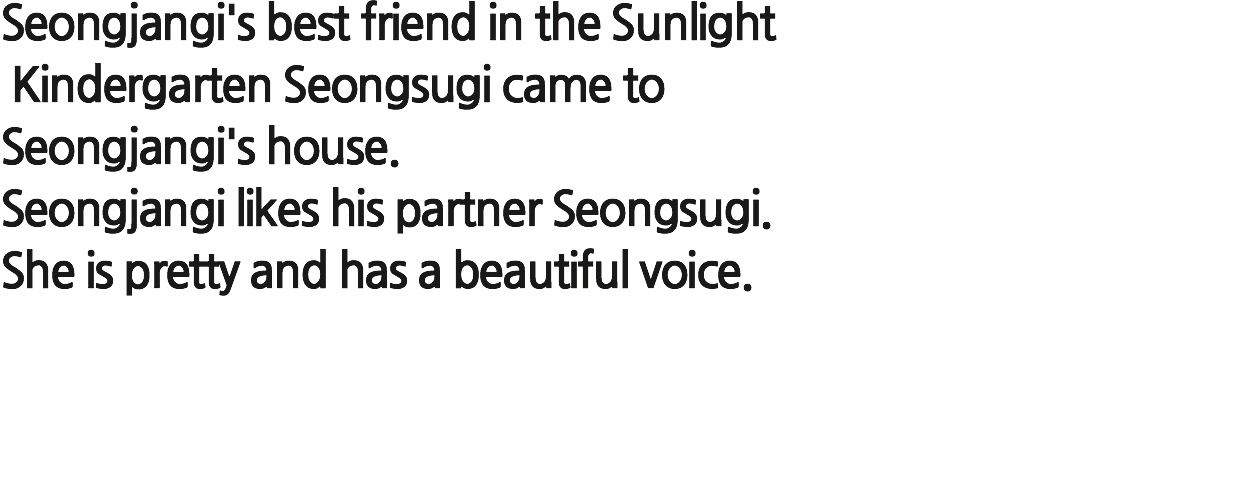 Seongjangi's best friend in the Sunlight
Kindergarten Seongsugi came to
Seongjangi's house.
Seongjangi likes his partner Seongsugi.
She is pretty and has a beautiful voice.